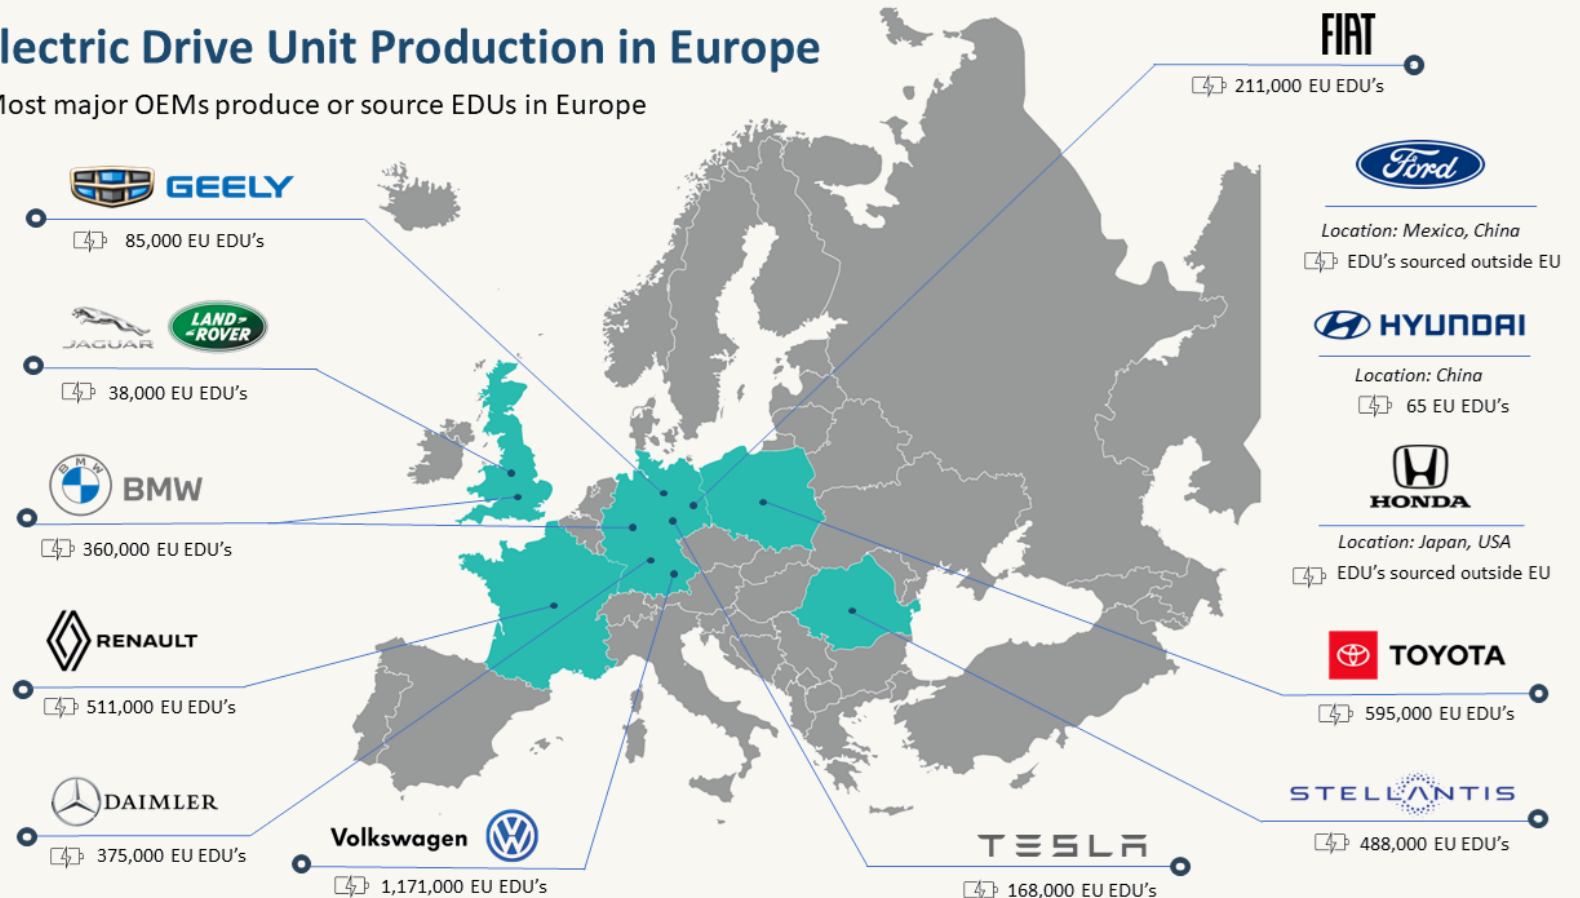 lectric Drive Unit Production in Europe
Most major OEMs produce or source EDUs in Europe
GEELY
85,000 EU EDU's
JAGUAR
LAND-
-ROVER
38,000 EU EDU's
BMW
BMW
360,000 EU EDU's
RENAULT
511,000 EU EDU's
DAIMLER
375,000 EU EDU's
Volkswagen
1,171,000 EU EDU's
TESLA
168,000 EU EDU's
FIAT
211,000 EU EDU's
Ford
Location: Mexico, China
EDU's sourced outside EU
HYUNDAI
Location: China
65 EU EDU's
HONDA
Location: Japan, USA
EDU's sourced outside EU
TOYOTA
595,000 EU EDU's
STELLANTIS
488,000 EU EDU's